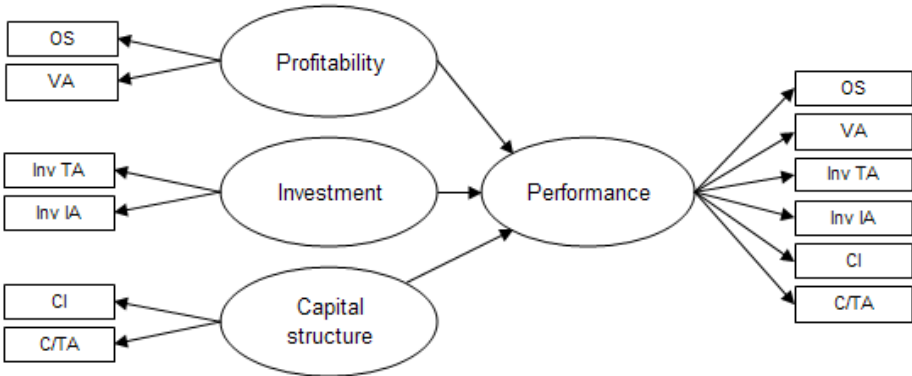 OS
VA
Profitability
Inv TA
Inv IA
Investment
CI
C/TA
Capital
structure
Performance
OS
VA
Inv TA
Inv IA
CI
C/TA